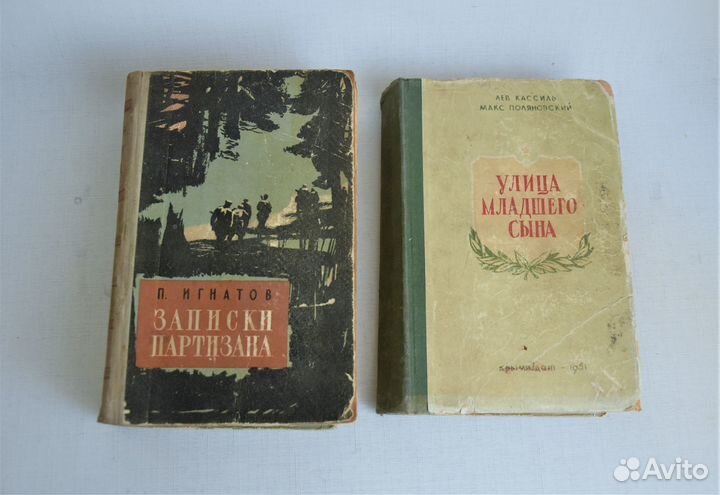 П. ИГНАТОВ
ЗАПИСКИ
ПАРТИЗАНА
ЛЕВ КАССИЛЬ
МАКС ПОЛЯНОВСКИЙ
УЛИЦА
МЛАДШЕГО
СЫНА
КРЫМИЗДАТ – 1951
Avito